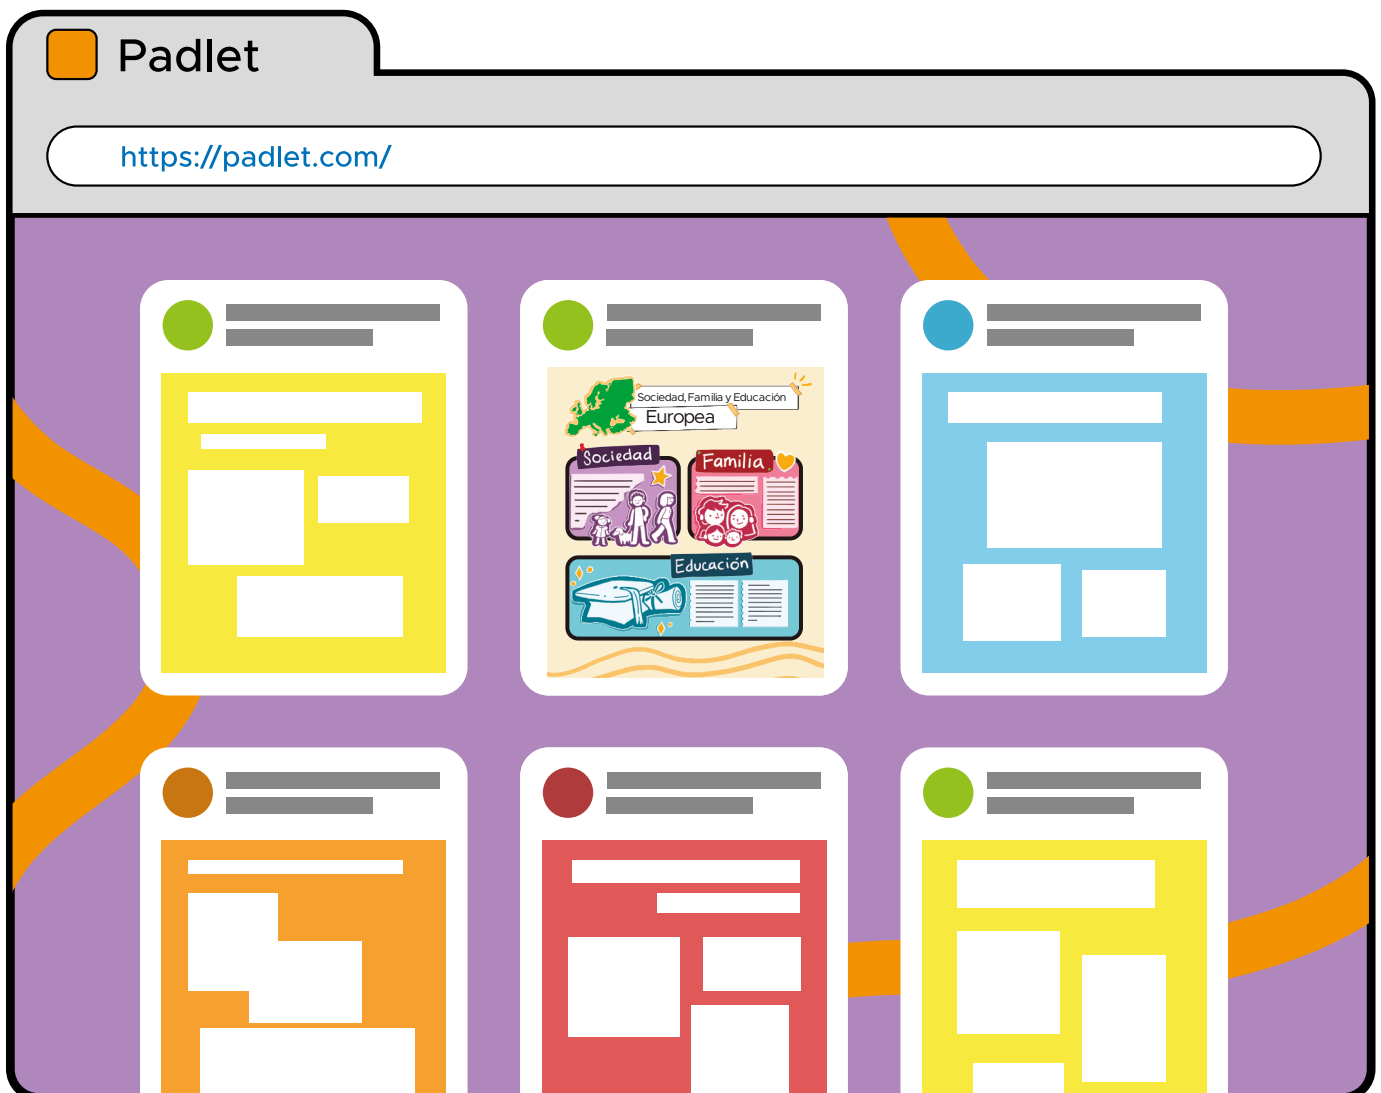 Padlet
https://padlet.com/
Sociedad, Familia y Educación
Europea
Sociedad
Familia
Educación